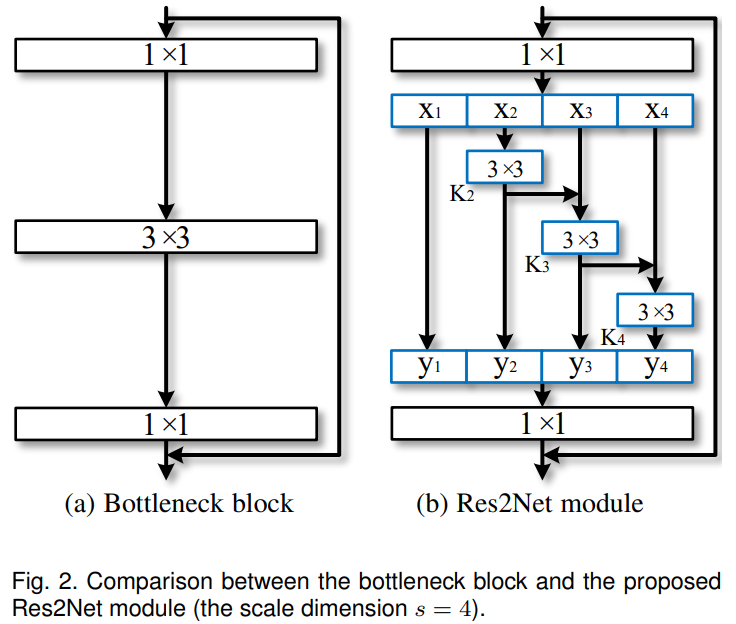 1×1
3×3
1×1
(a) Bottleneck block
1×1
x1 x2 x3 x4
3×3
K2
3×3
K3
3×3
K4
y1 y2 y3 y4
1×1
(b) Res2Net module
Fig. 2. Comparison between the bottleneck block and the proposed
Res2Net module (the scale dimension s = 4).